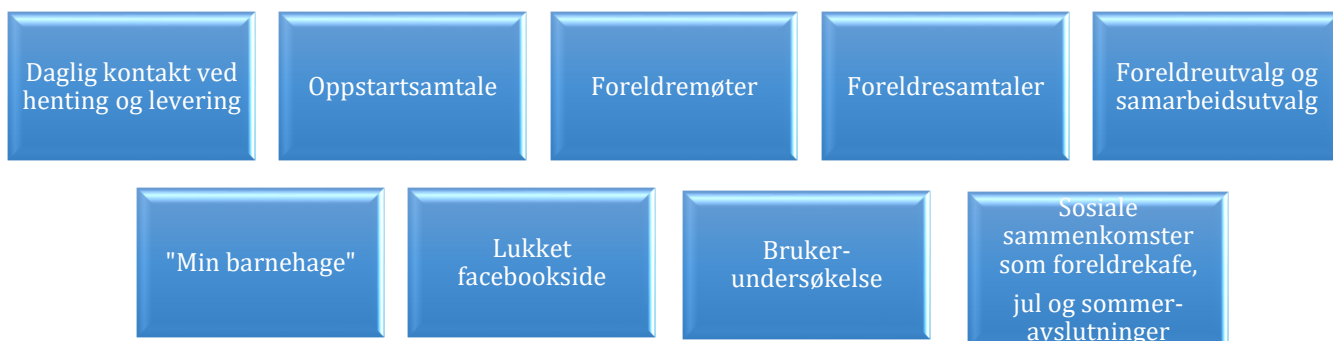 Daglig kontakt ved
henting og levering
Oppstartsamtale
Foreldremøter
Foreldresamtaler
Foreldreutvalg og
samarbeidsutvalg
"Min barnehage"
Lukket
facebookside
Bruker-
undersøkelse
Sosiale
sammenkomster
som foreldrekafe,
jul og sommer-
avslutninger